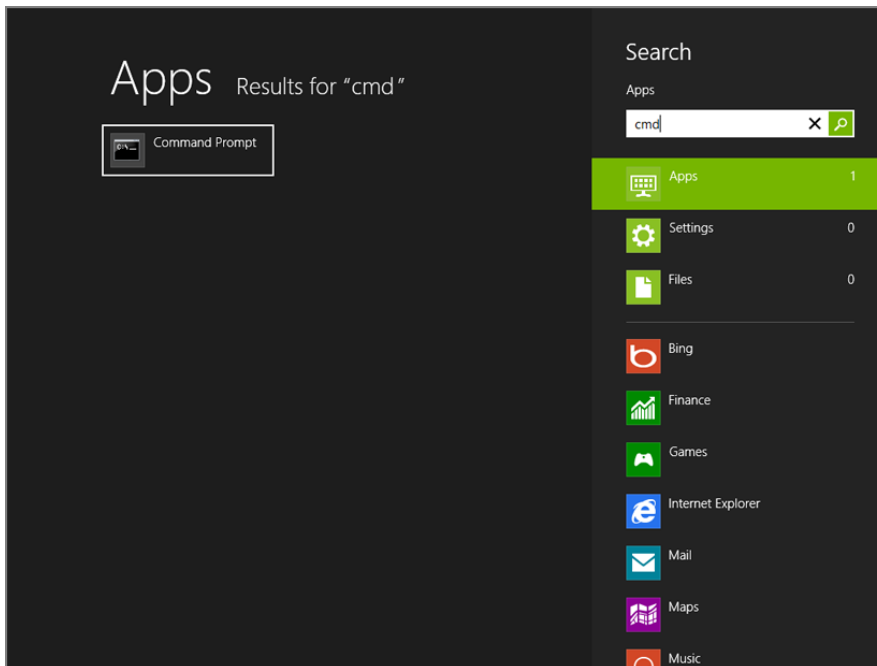 Apps Results for “cmd”
C:\_ Command Prompt
Search
Apps
cmd
Apps 1
Settings 0
Files 0
Bing
Finance
Games
Internet Explorer
Mail
Maps
Music